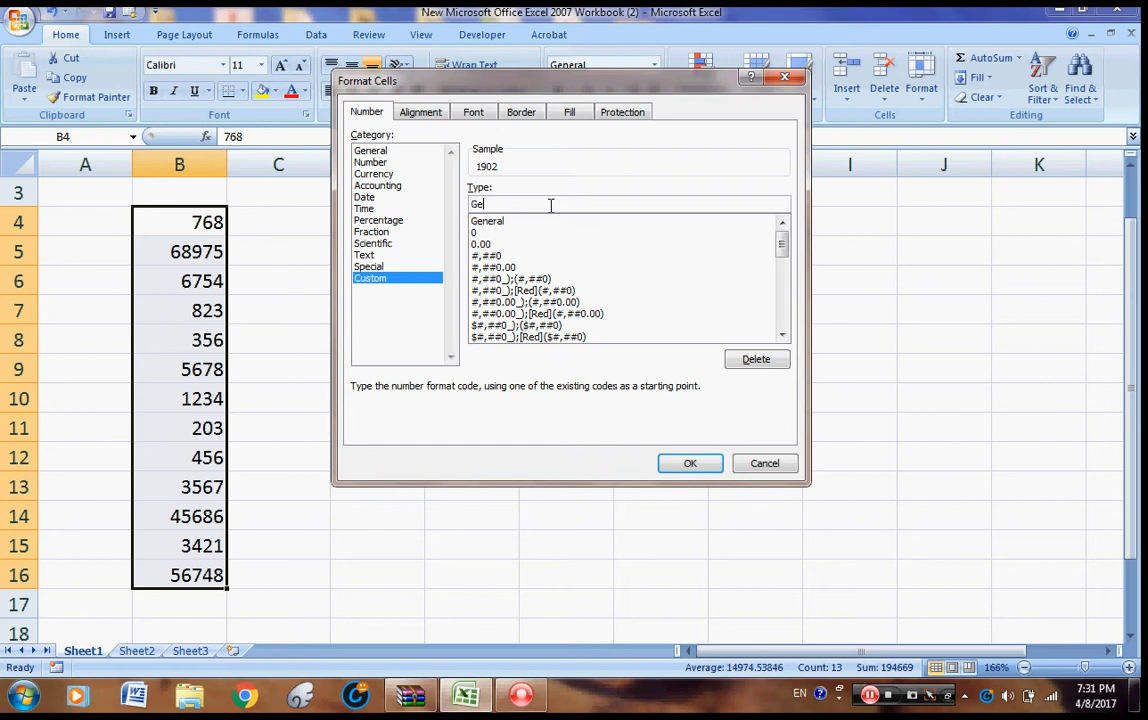 New Microsoft Office Excel 2007 Workbook (2) - Microsoft Excel
Home Insert Page Layout Formulas Data Review View Developer Acrobat
Cut
Copy
Format Painter
Paste
Clipboard
Calibri 11
B I U
Font
Wrap Text
General
Insert Delete Format
Cells
AutoSum
Fill
Clear
Sort & Filter
Find & Select
Editing
B4 fx 768
A B C I J K
3
4 768
5 68975
6 6754
7 823
8 356
9 5678
10 1234
11 203
12 456
13 3567
14 45686
15 3421
16 56748
17
18
Format Cells
Number Alignment Font Border Fill Protection
Category:
General
Number
Currency
Accounting
Date
Time
Percentage
Fraction
Scientific
Text
Special
Custom
Sample
1902
Type:
Ge
General
0
0.00
#,##0
#,##0.00
#,##0_);(#,##0)
#,##0_);[Red](#,##0)
#,##0.00_);(#,##0.00)
#,##0.00_);[Red](#,##0.00)
$#,##0_);($#,##0)
$#,##0_);[Red]($#,##0)
Delete
Type the number format code, using one of the existing codes as a starting point.
OK Cancel
Sheet1 Sheet2 Sheet3
Ready Average: 14974.53846 Count: 13 Sum: 194669 166%
EN 7:31 PM
4/8/2017